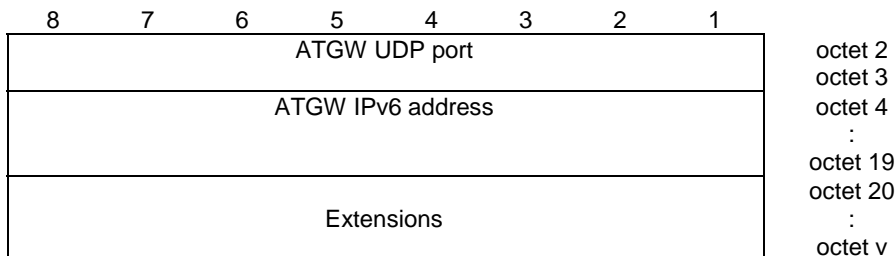 8 7 6 5 4 3 2 1
ATGW UDP port octet 2
octet 3
ATGW IPv6 address octet 4
:
octet 19
octet 20
Extensions :
octet v